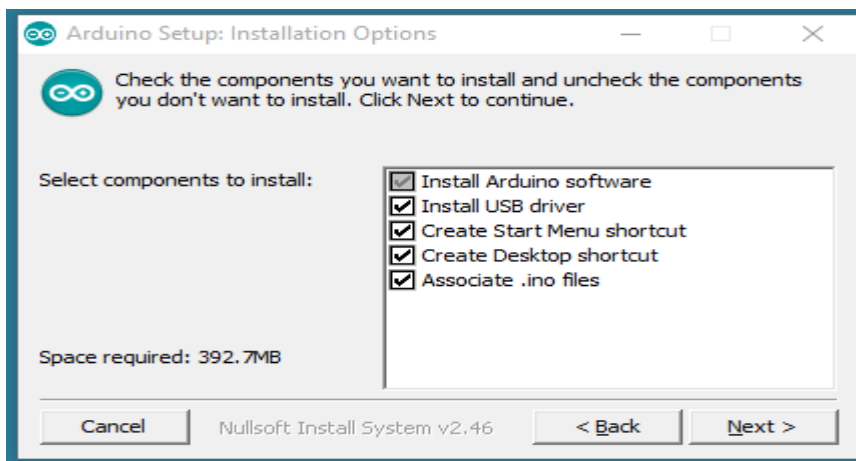 Arduino Setup: Installation Options
Check the components you want to install and uncheck the components
you don't want to install. Click Next to continue.
Select components to install:
Install Arduino software
Install USB driver
Create Start Menu shortcut
Create Desktop shortcut
Associate .ino files
Space required: 392.7MB
Cancel
Nullsoft Install System v2.46
< Back
Next >